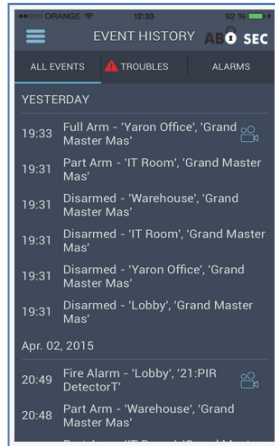 ORANGE 12:33 92 %
EVENT HISTORY AB SEC
ALL EVENTS TROUBLES ALARMS
YESTERDAY
19:33 Full Arm - 'Yaron Office', 'Grand
Master Mas'
19:31 Part Arm - 'IT Room', 'Grand Master
Mas'
19:31 Disarmed - 'Warehouse', 'Grand
Master Mas'
19:31 Disarmed - 'IT Room', 'Grand Master
Mas'
19:31 Disarmed - 'Yaron Office', 'Grand
Master Mas'
19:31 Disarmed - 'Lobby', 'Grand Master
Mas'
Apr. 02, 2015
20:49 Fire Alarm - 'Lobby', '21:PIR
DetectorT'
20:48 Part Arm - 'Warehouse', 'Grand
Master Mas'